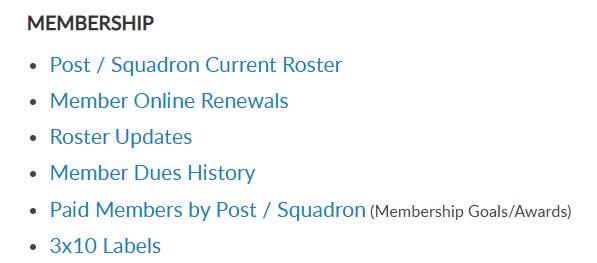 MEMBERSHIP
• Post / Squadron Current Roster
• Member Online Renewals
• Roster Updates
• Member Dues History
• Paid Members by Post / Squadron (Membership Goals/Awards)
• 3x10 Labels